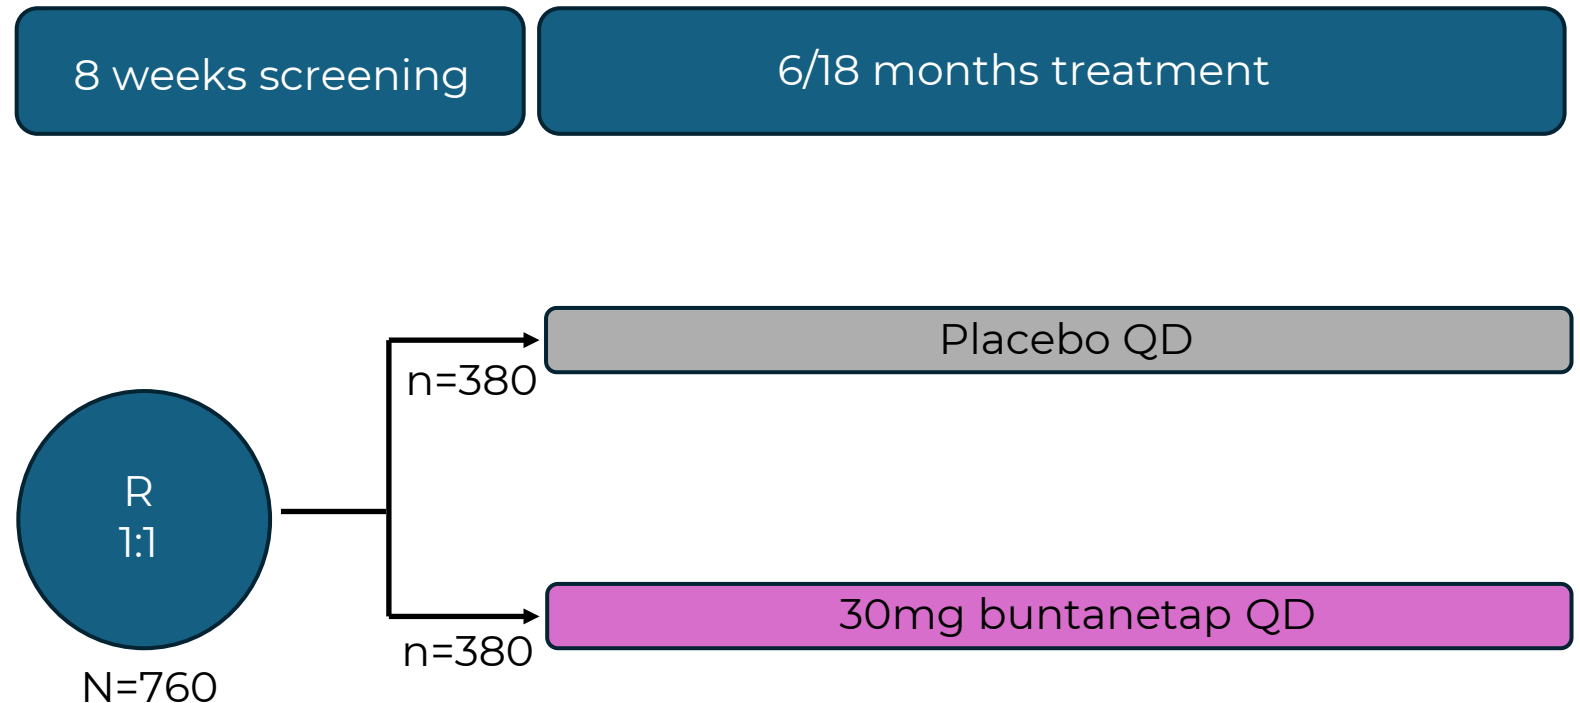 8 weeks screening
6/18 months treatment
Placebo QD
n=380
R
1:1
30mg buntanetap QD
n=380
N=760